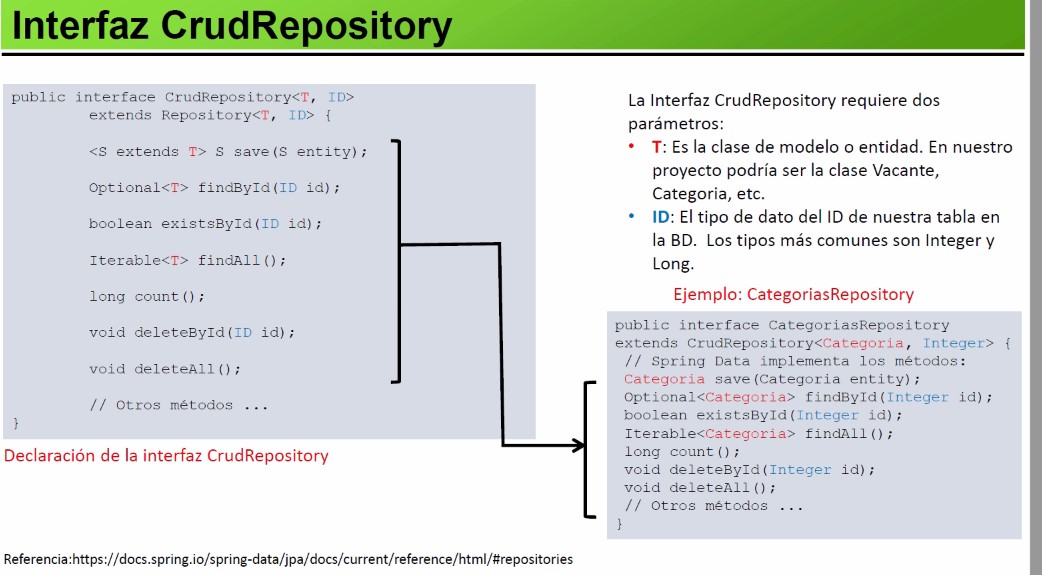 Interfaz CrudRepository
public interface CrudRepository<T, ID>
extends Repository<T, ID> {
<S extends T> S save(S entity);
Optional<T> findById(ID id);
boolean existsById(ID id);
Iterable<T> findAll();
long count();
void deleteById(ID id);
void deleteAll();
// Otros métodos ...
}
Declaración de la interfaz CrudRepository
La Interfaz CrudRepository requiere dos
parámetros:
• T: Es la clase de modelo o entidad. En nuestro
proyecto podría ser la clase Vacante,
Categoria, etc.
• ID: El tipo de dato del ID de nuestra tabla en
la BD. Los tipos más comunes son Integer y
Long.
Ejemplo: CategoriasRepository
public interface CategoriasRepository
extends CrudRepository<Categoria, Integer> {
// Spring Data implementa los métodos:
Categoria save(Categoria entity);
Optional<Categoria> findById(Integer id);
boolean existsById(Integer id);
Iterable<Categoria> findAll();
long count();
void deleteById(Integer id);
void deleteAll();
// Otros métodos ...
}
Referencia:https://docs.spring.io/spring-data/jpa/docs/current/reference/html/#repositories